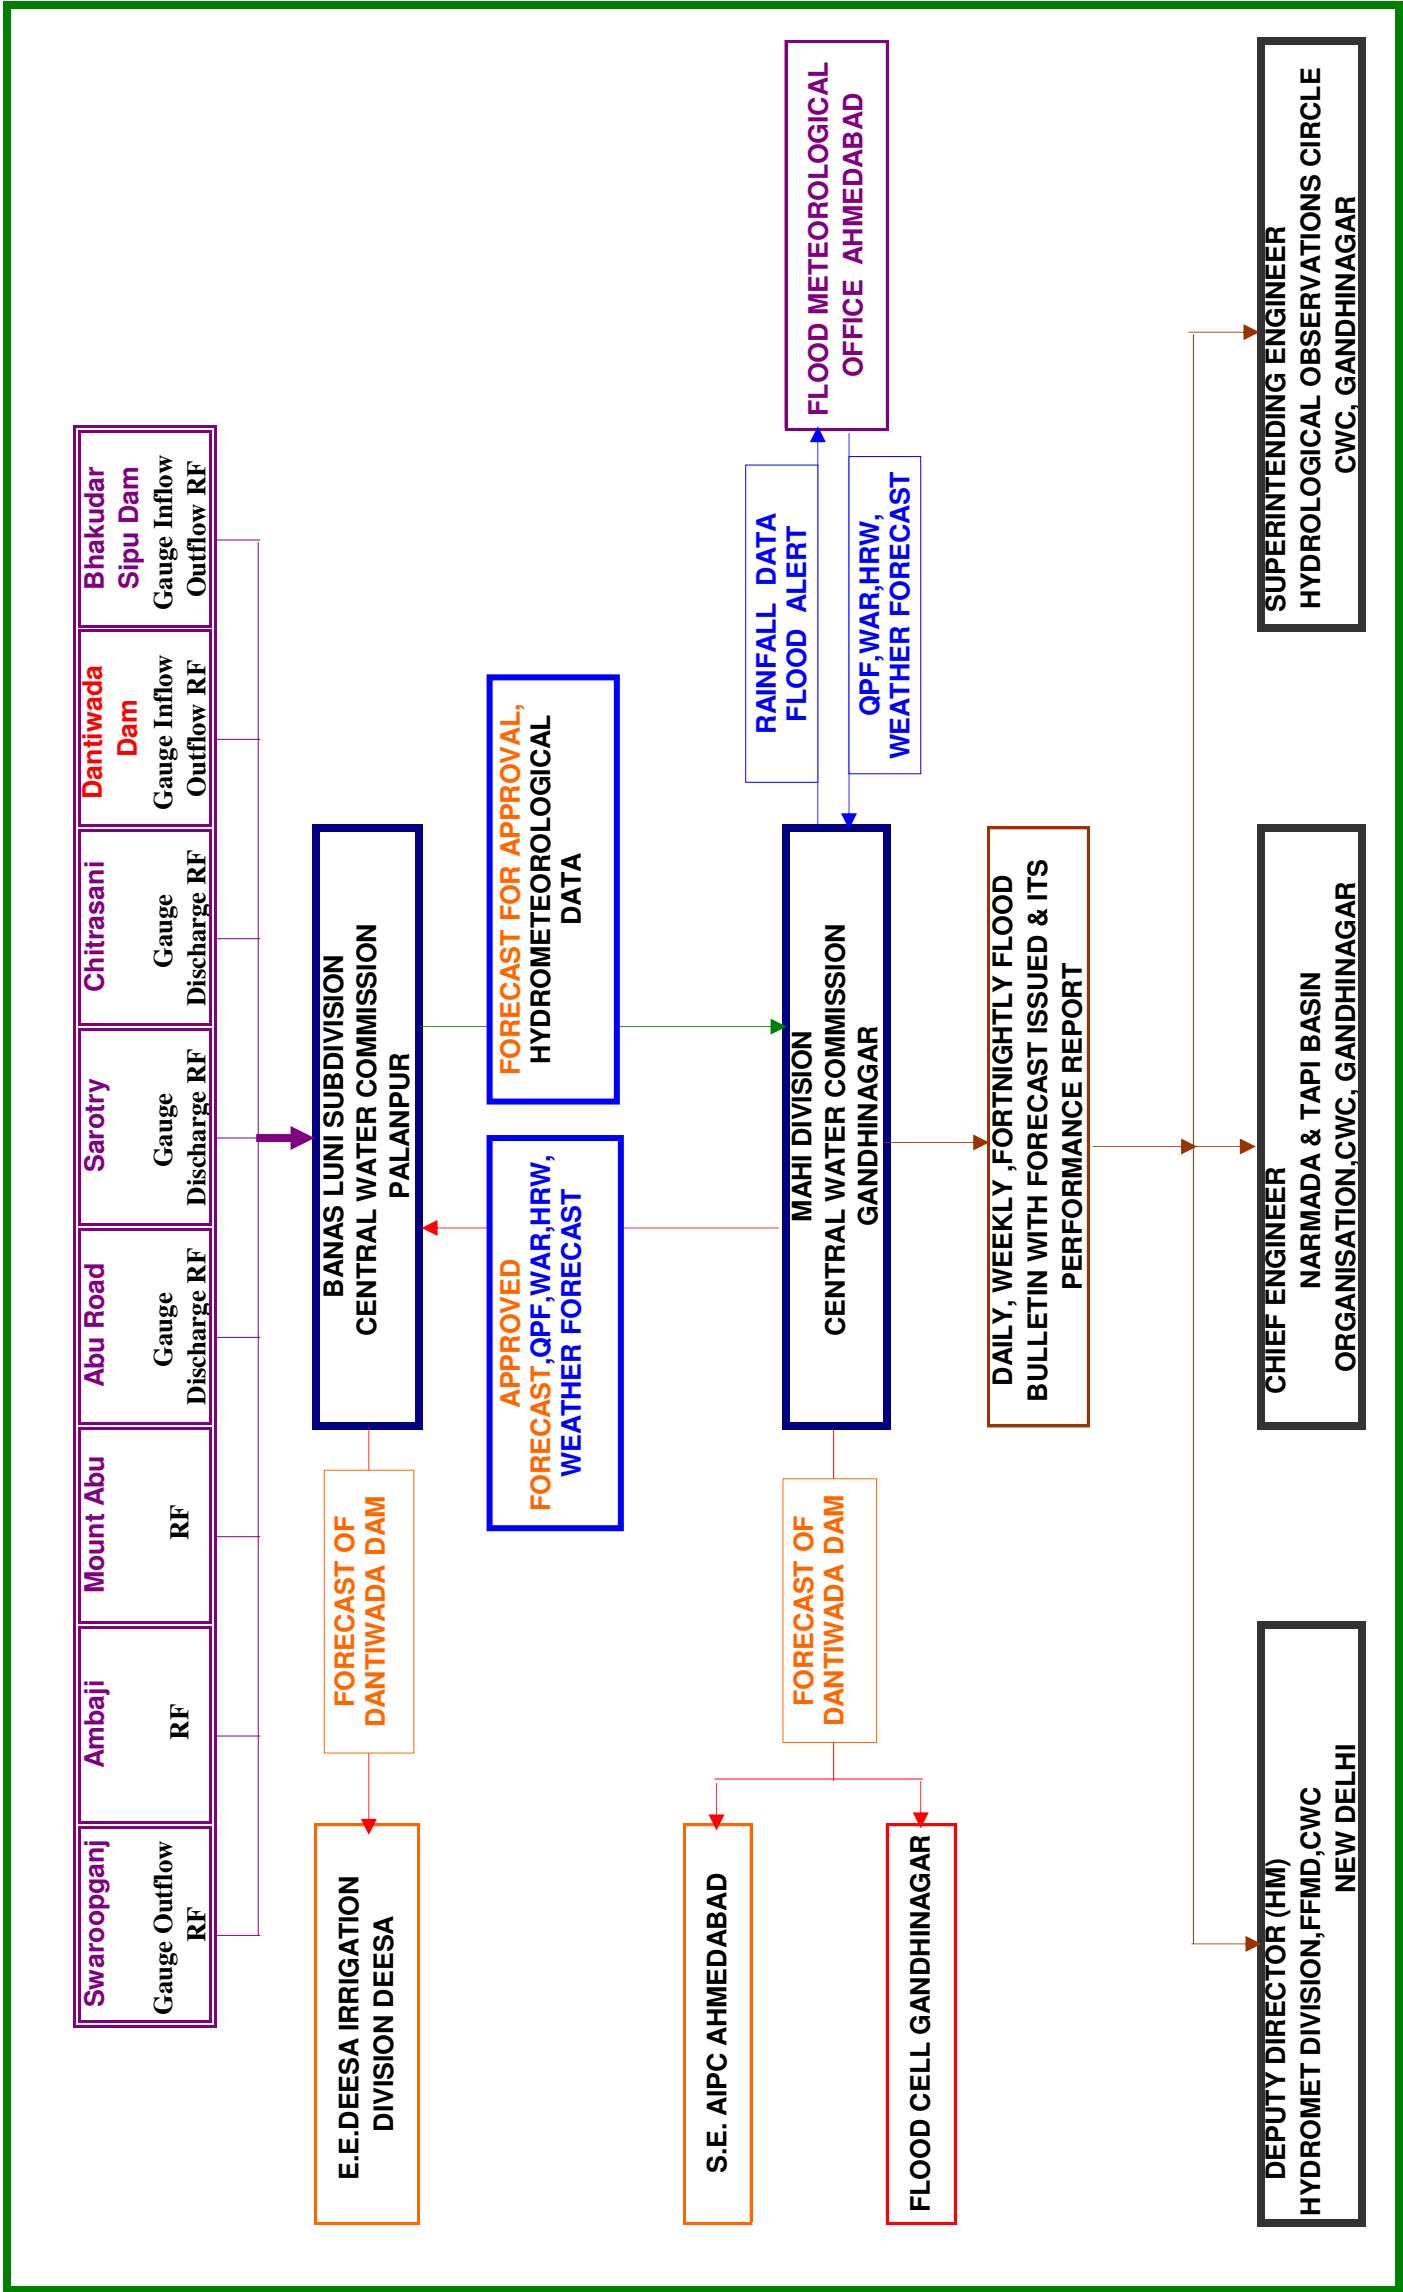 Swaroopganj
Gauge Outflow
RF
Ambaji
RF
Mount Abu
RF
Abu Road
Gauge
Discharge RF
Sarotry
Gauge
Discharge RF
Chitrasani
Gauge
Discharge RF
Dantiwada
Dam
Gauge Inflow
Outflow RF
Bhakudar
Sipu Dam
Gauge Inflow
Outflow RF
E.E.DEESA IRRIGATION
DIVISION DEESA
FORECAST OF
DANTIWADA DAM
BANAS LUNI SUBDIVISION
CENTRAL WATER COMMISSION
PALANPUR
APPROVED
FORECAST,QPF,WAR,HRW,
WEATHER FORECAST
FORECAST FOR APPROVAL,
HYDROMETEOROLOGICAL
DATA
S.E. AIPC AHMEDABAD
FLOOD CELL GANDHINAGAR
FORECAST OF
DANTIWADA DAM
MAHI DIVISION
CENTRAL WATER COMMISSION
GANDHINAGAR
RAINFALL DATA
FLOOD ALERT
QPF,WAR,HRW,
WEATHER FORECAST
FLOOD METEOROLOGICAL
OFFICE AHMEDABAD
DAILY, WEEKLY ,FORTNIGHTLY FLOOD
BULLETIN WITH FORECAST ISSUED & ITS
PERFORMANCE REPORT
DEPUTY DIRECTOR (HM)
HYDROMET DIVISION,FFMD,CWC
NEW DELHI
CHIEF ENGINEER
NARMADA & TAPI BASIN
ORGANISATION,CWC, GANDHINAGAR
SUPERINTENDING ENGINEER
HYDROLOGICAL OBSERVATIONS CIRCLE
CWC, GANDHINAGAR